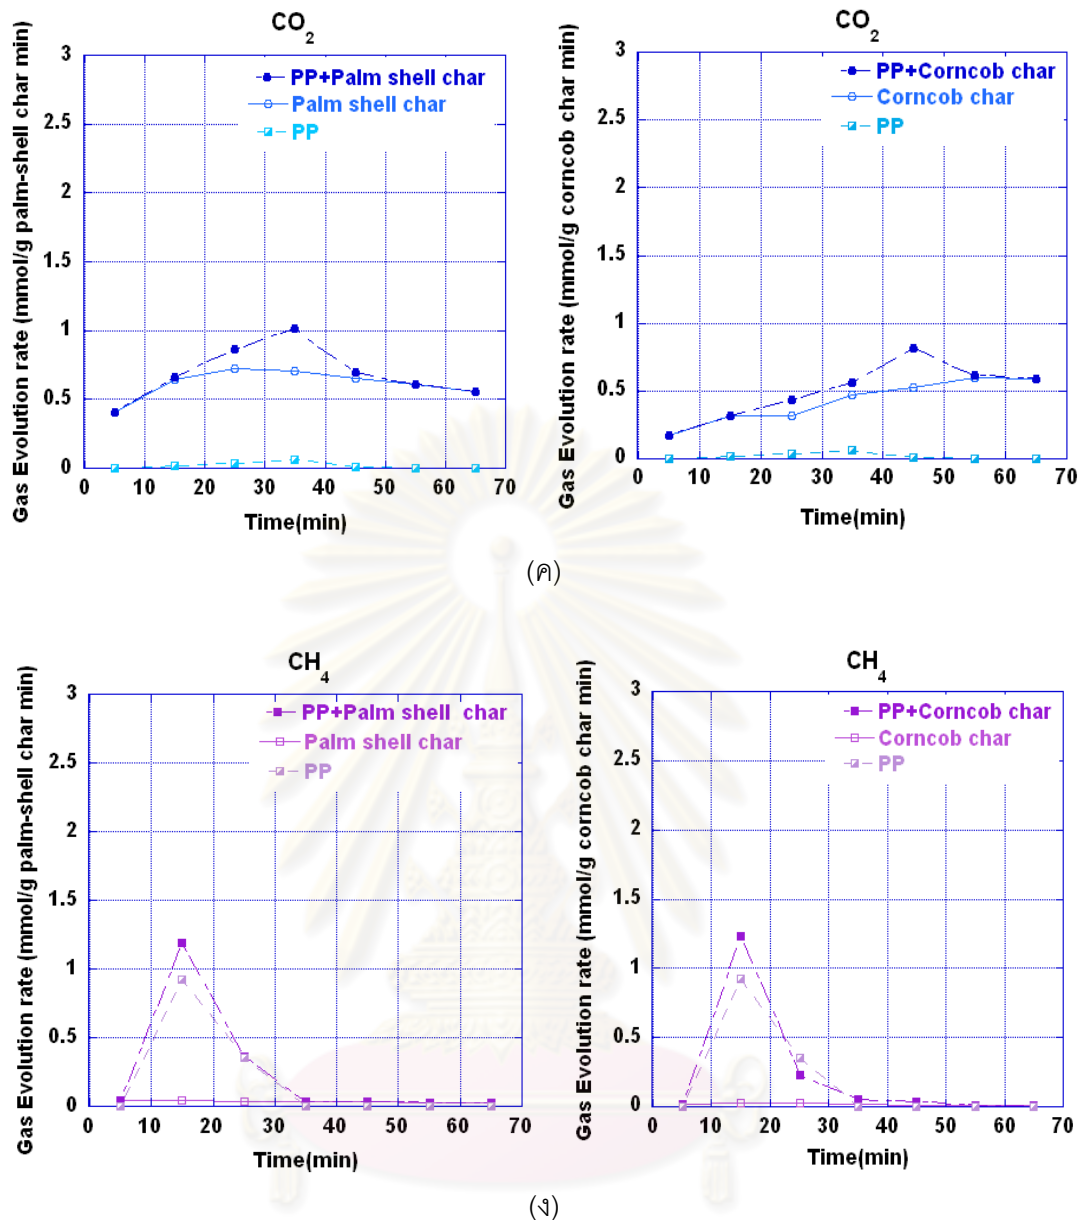 CO2
Gas Evolution rate (mmol/g palm-shell char min)
3
2.5
2
1.5
1
0.5
0
PP+Palm shell char
Palm shell char
PP
0 10 20 30 40 50 60 70
Time(min)
CO2
Gas Evolution rate (mmol/g corncob char min)
3
2.5
2
1.5
1
0.5
0
PP+Corncob char
Corncob char
PP
0 10 20 30 40 50 60 70
Time(min)
(ค)
CH4
Gas Evolution rate (mmol/g palm-shell char min)
3
2.5
2
1.5
1
0.5
0
PP+Palm shell char
Palm shell char
PP
0 10 20 30 40 50 60 70
Time(min)
CH4
Gas Evolution rate (mmol/g corncob char min)
3
2.5
2
1.5
1
0.5
0
PP+Corncob char
Corncob char
PP
0 10 20 30 40 50 60 70
Time(min)
(ง)